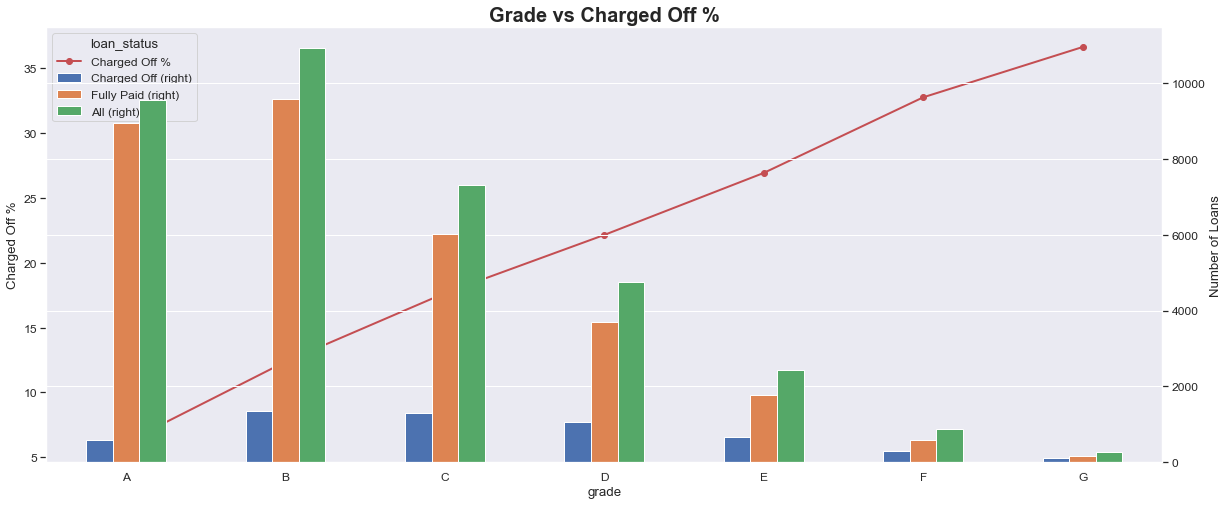 Grade vs Charged Off %
loan_status
Charged Off %
Charged Off (right)
Fully Paid (right)
All (right)
35
30
25
20
15
10
5
Charged Off %
10000
8000
6000
4000
2000
0
Number of Loans
A B C D E F G
grade